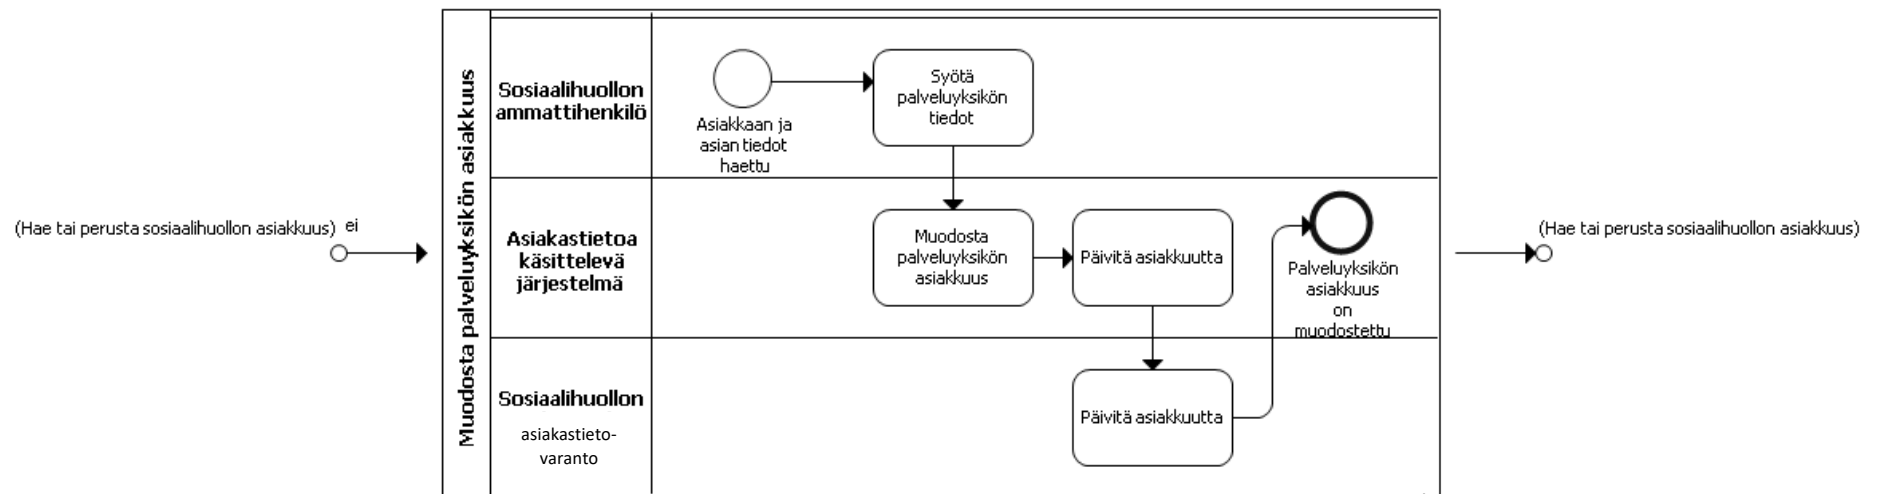 (Hae tai perusta sosiaalihuollon asiakkuus) ei
Muodosta palveluyksikön asiakkuus
Sosiaalihuollon
ammattihenkilö
Asiakkaan ja
asian tiedot
haettu
Syötä
palveluyksikön
tiedot
Asiakastietoa
käsittelevä
järjestelmä
Muodosta
palveluyksikön
asiakkuus
Päivitä asiakkuutta
Palveluyksikön
asiakkuus
on
muodostettu
Sosiaalihuollon
asiakastieto-
varanto
Päivitä asiakkuutta
(Hae tai perusta sosiaalihuollon asiakkuus)